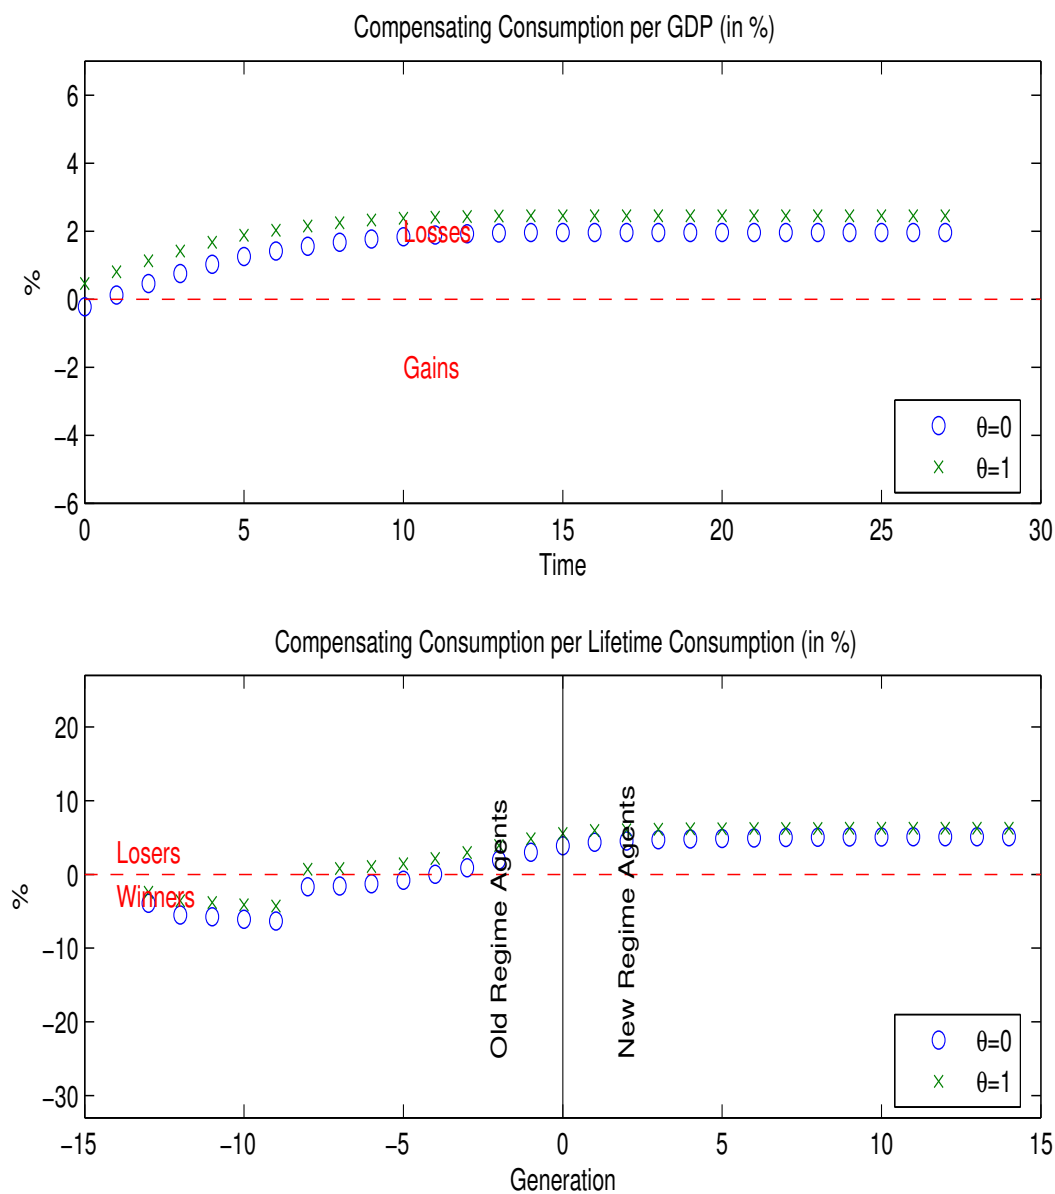 Compensating Consumption per GDP (in %)
6
4
2
0
−2
−4
−6
%
Losses
Gains
θ=0
θ=1
0 5 10 15 20 25 30
Time
Compensating Consumption per Lifetime Consumption (in %)
20
10
0
−10
−20
−30
%
Losers
Winners
Old Regime Agents
New Regime Agents
θ=0
θ=1
−15 −10 −5 0 5 10 15
Generation